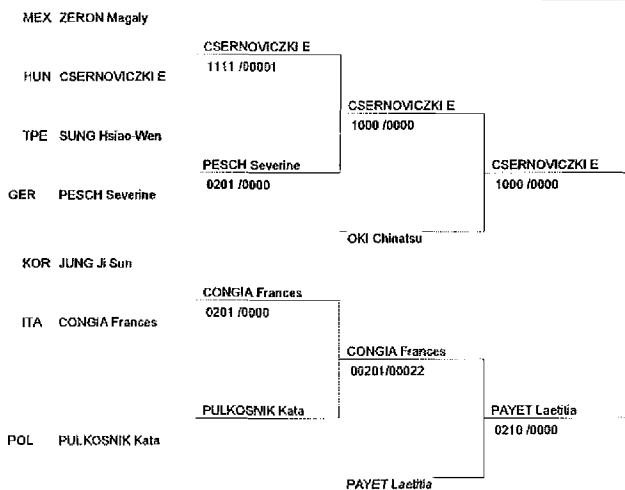 MEX ZERON Magaly
CSERNOVICZKI E
1111 /00001
HUN CSERNOVICZKI E
CSERNOVICZKI E
1000 /0000
TPE SUNG Hsiao-Wen
PESCH Severine
0201 /0000
CSERNOVICZKI E
1000 /0000
GER PESCH Severine
OKI Chinatsu
KOR JUNG Ji Sun
CONGIA Frances
0201 /0000
ITA CONGIA Frances
CONGIA Frances
00201/00022
PULKOSNIK Kata
PAYET Laetitia
0210 /0000
POL PULKOSNIK Kata
PAYET Laetitia